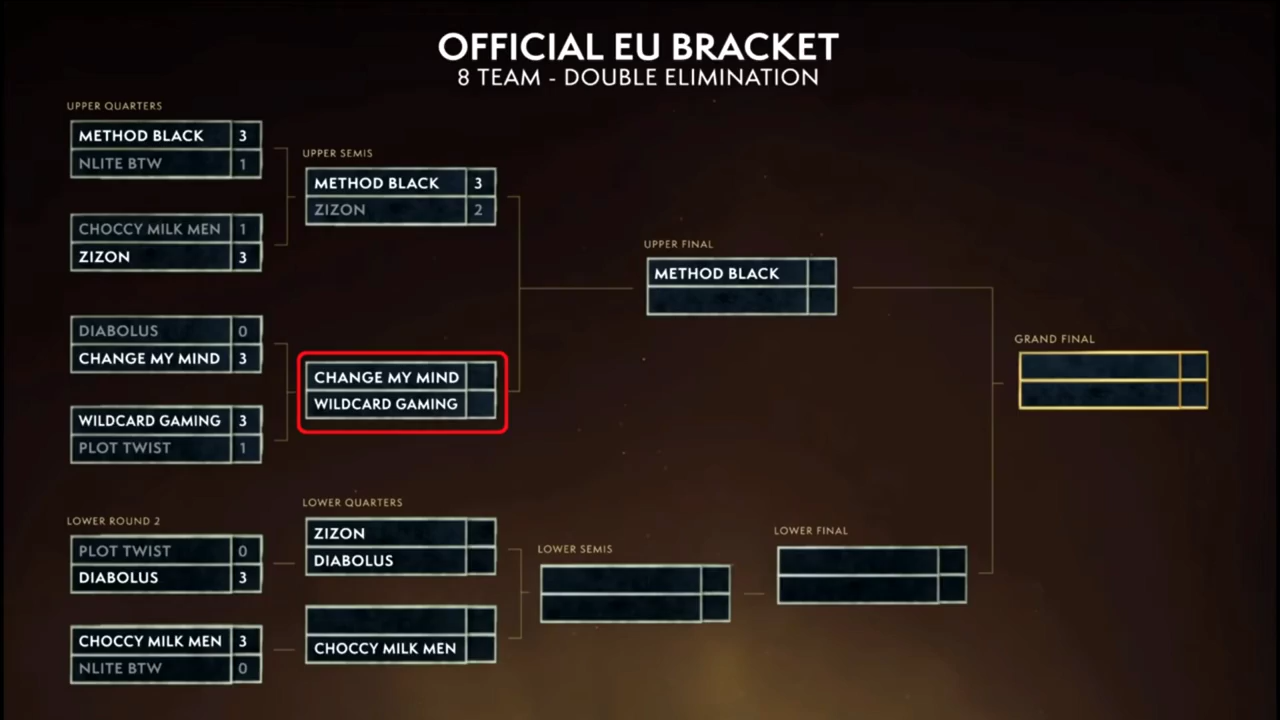 OFFICIAL EU BRACKET
8 TEAM - DOUBLE ELIMINATION
UPPER QUARTERS
METHOD BLACK 3
NLITE BTW 1
CHOCCY MILK MEN 1
ZIZON 3
DIABOLUS 0
CHANGE MY MIND 3
WILDCARD GAMING 3
PLOT TWIST 1
UPPER SEMIS
METHOD BLACK 3
ZIZON 2
CHANGE MY MIND
WILDCARD GAMING
UPPER FINAL
METHOD BLACK
GRAND FINAL
LOWER ROUND 2
PLOT TWIST 0
DIABOLUS 3
CHOCCY MILK MEN 3
NLITE BTW 0
LOWER QUARTERS
ZIZON
DIABOLUS
CHOCCY MILK MEN
LOWER SEMIS
LOWER FINAL